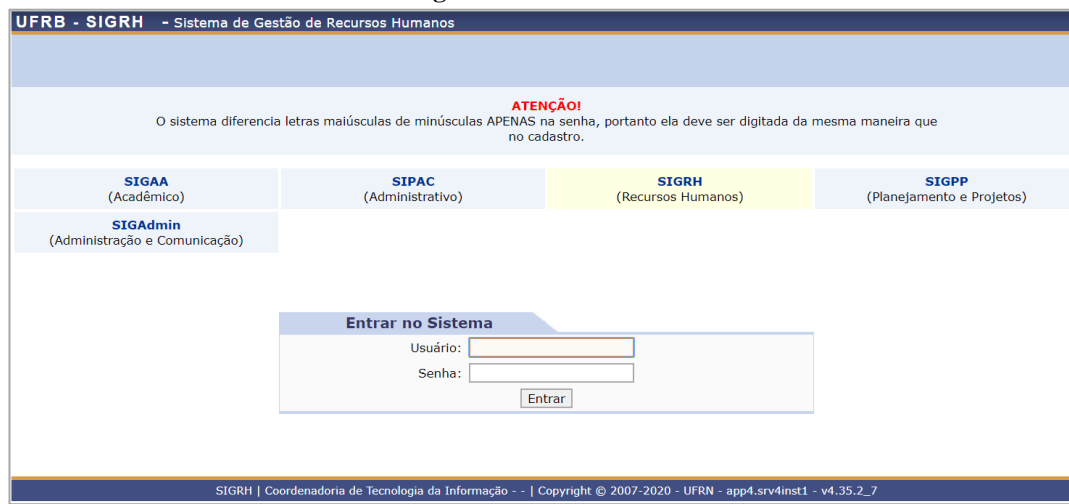 UFRB - SIGRH - Sistema de Gestão de Recursos Humanos
ATENÇÃO!
O sistema diferencia letras maiúsculas de minúsculas APENAS na senha, portanto ela deve ser digitada da mesma maneira que
no cadastro.
SIGAA
(Acadêmico)
SIPAC
(Administrativo)
SIGRH
(Recursos Humanos)
SIGPP
(Planejamento e Projetos)
SIGAdmin
(Administração e Comunicação)
Entrar no Sistema
Usuário:
Senha:
Entrar
SIGRH | Coordenadoria de Tecnologia da Informação - - | Copyright © 2007-2020 - UFRN - app4.srv4inst1 - v4.35.2_7